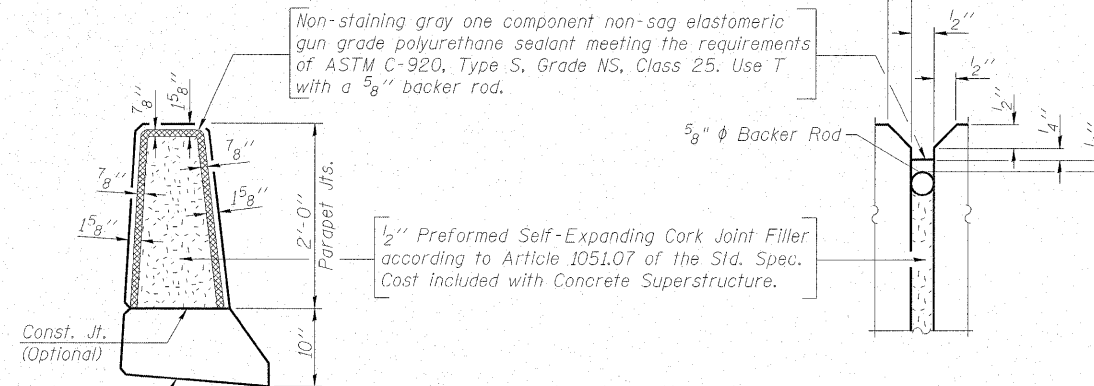 Non-staining gray one component non-sag elastomeric
gun grade polyurethane sealant meeting the requirements
of ASTM C-920, Type S, Grade NS, Class 25. Use T
with a 5/8" backer rod.
1/2"
1/2"
1/2"
1/4"
7/8"
1 5/8"
5/8" φ Backer Rod
7/8"
7/8"
1 5/8"
1 5/8"
2'-0"
Parapet Jts.
1/2" Preformed Self-Expanding Cork Joint Filler
according to Article 1051.07 of the Std. Spec.
Cost included with Concrete Superstructure.
Const. Jt.
(Optional)
10"